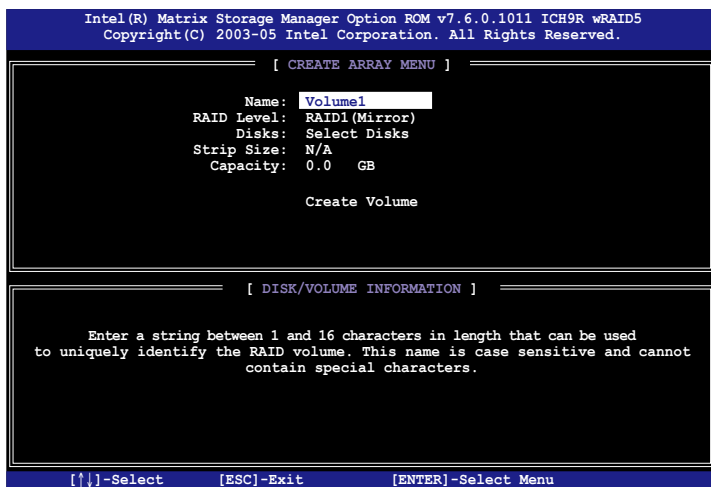 Intel(R) Matrix Storage Manager Option ROM v7.6.0.1011 ICH9R wRAID5
Copyright(C) 2003-05 Intel Corporation. All Rights Reserved.
[ CREATE ARRAY MENU ]
Name: Volume1
RAID Level: RAID1(Mirror)
Disks: Select Disks
Strip Size: N/A
Capacity: 0.0 GB
Create Volume
[ DISK/VOLUME INFORMATION ]
Enter a string between 1 and 16 characters in length that can be used
to uniquely identify the RAID volume. This name is case sensitive and cannot
contain special characters.
[↑↓]-Select [ESC]-Exit [ENTER]-Select Menu